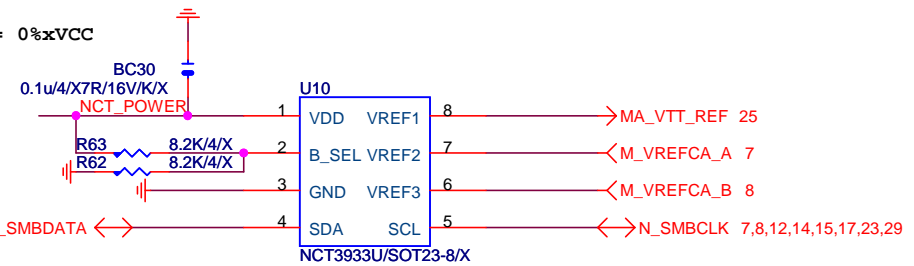 = 0%xVCC
BC30
0.1u/4/X7R/16V/K/X
NCT_POWER
U10
1 VDD VREF1 8 MA_VTT_REF 25
R63 8.2K/4/X
2 B_SEL VREF2 7 M_VREFCA_A 7
R62 8.2K/4/X
3 GND VREF3 6 M_VREFCA_B 8
_SMBDATA 4 SDA SCL 5 N_SMBCLK 7,8,12,14,15,17,23,29
NCT3933U/SOT23-8/X